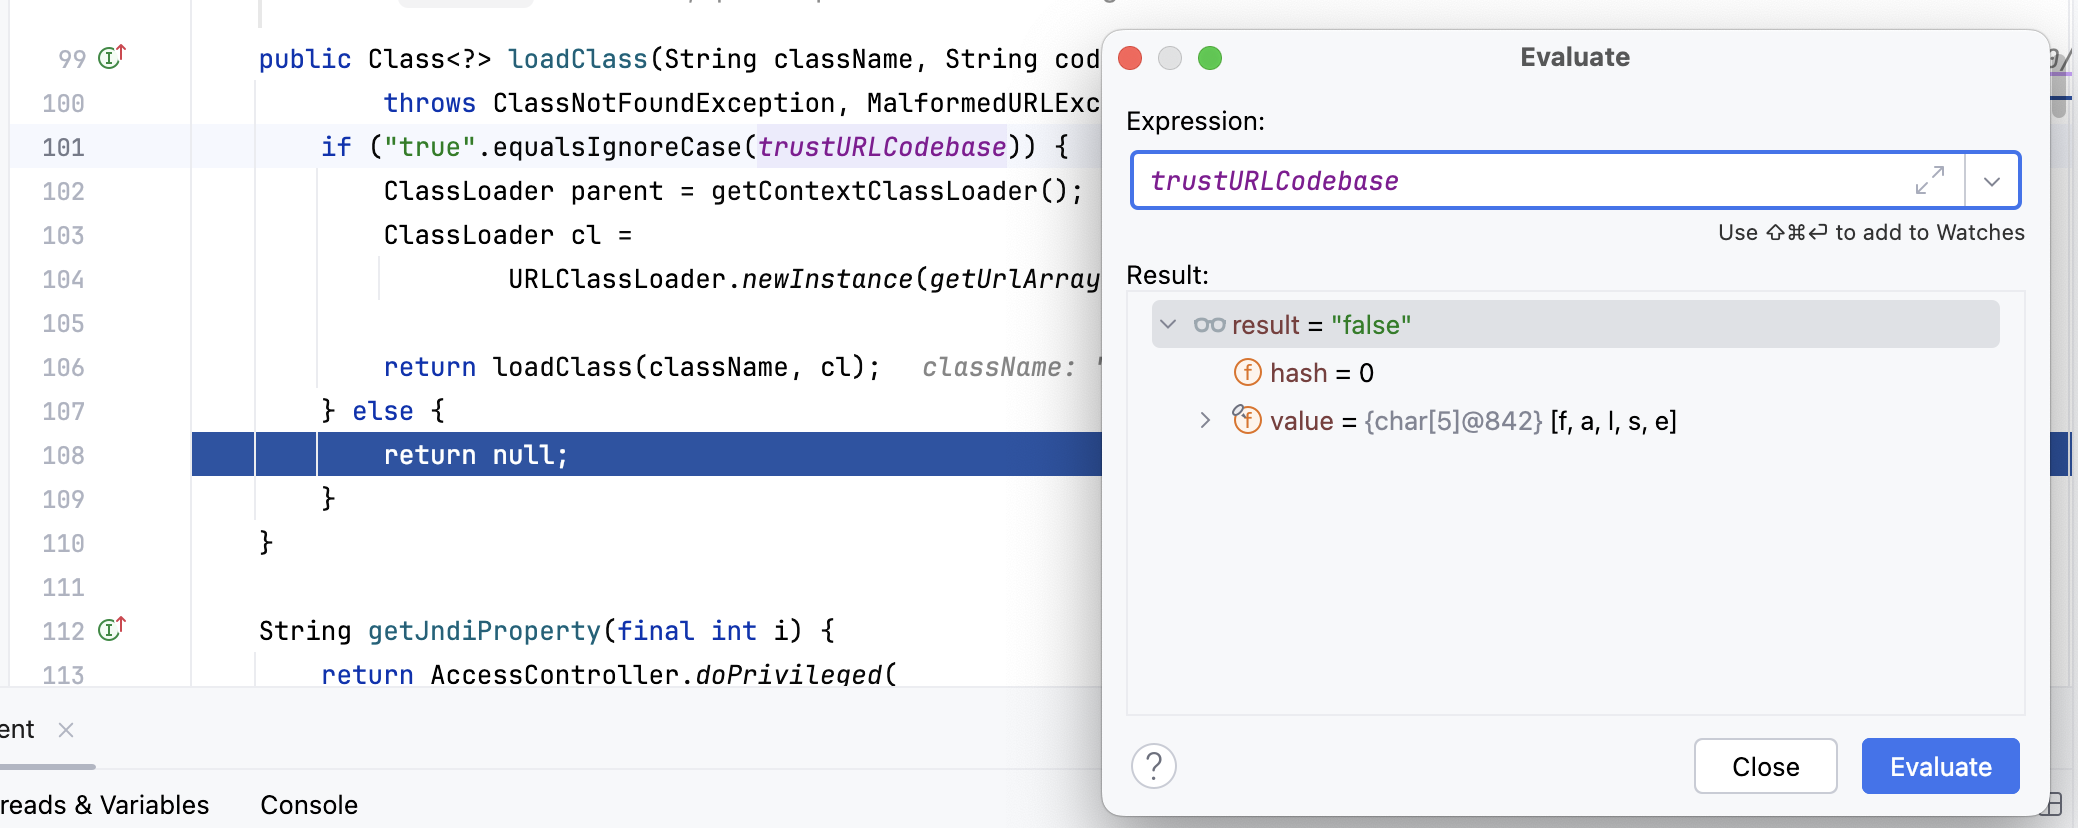 99 public Class<?> loadClass(String className, String cod
100 throws ClassNotFoundException, MalformedURLExc
101 if ("true".equalsIgnoreCase(trustURLCodebase)) {
102 ClassLoader parent = getContextClassLoader();
103 ClassLoader cl =
104 URLClassLoader.newInstance(getUrlArray
105
106 return loadClass(className, cl); className: "
107 } else {
108 return null;
109 }
110 }
111
112 String getJndiProperty(final int i) {
113 return AccessController.doPrivileged(
ent
reads & Variables
Console
Evaluate
Expression:
trustURLCodebase
Use ⇧⌘⏎ to add to Watches
Result:
result = "false"
hash = 0
value = {char[5]@842} [f, a, l, s, e]
?
Close
Evaluate